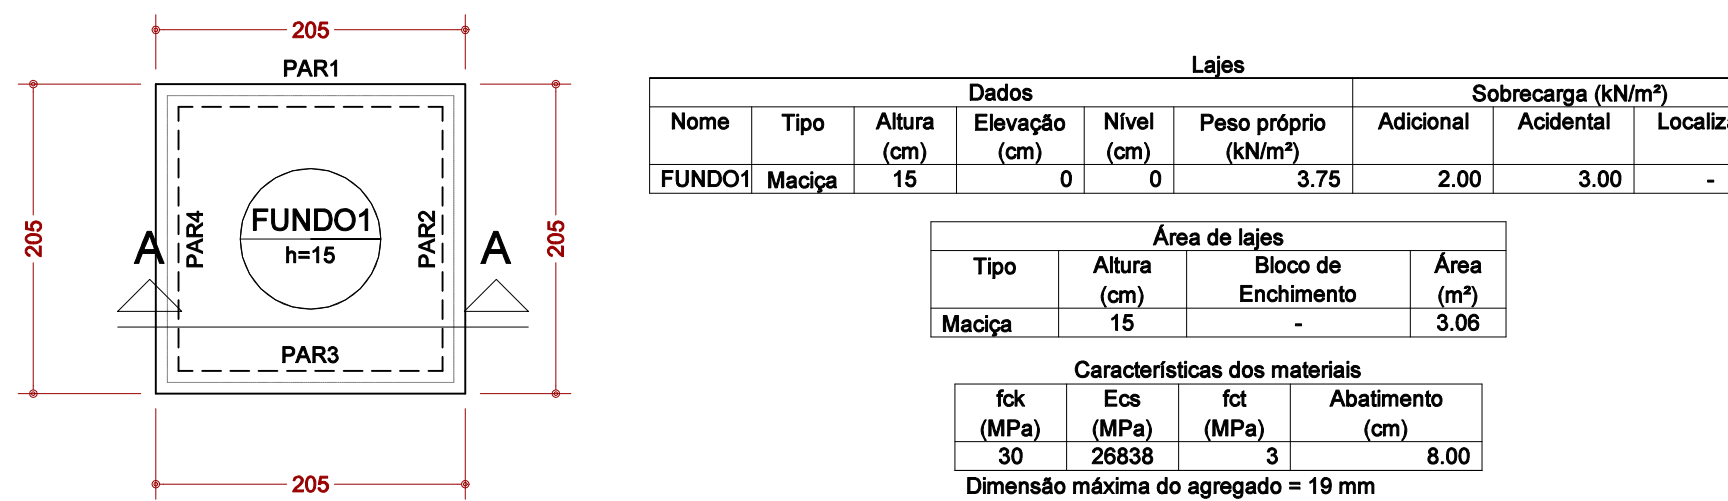 205
PAR1
205
PAR4
FUNDO1
h=15
PAR2
205
A
A
PAR3
205
Lajes
Dados Sobrecarga (kN/m²)
Nome Tipo Altura Elevação Nível Peso próprio Adicional Acidental
(cm) (cm) (cm) (kN/m²)
FUNDO1 Maciça 15 0 0 3.75 2.00 3.00 -
Área de lajes
Tipo Altura Bloco de Área
(cm) Enchimento (m²)
Maciça 15 - 3.06
Características dos materiais
fck Ecs fct Abatimento
(MPa) (MPa) (MPa) (cm)
30 26838 3 8.00
Dimensão máxima do agregado = 19 mm